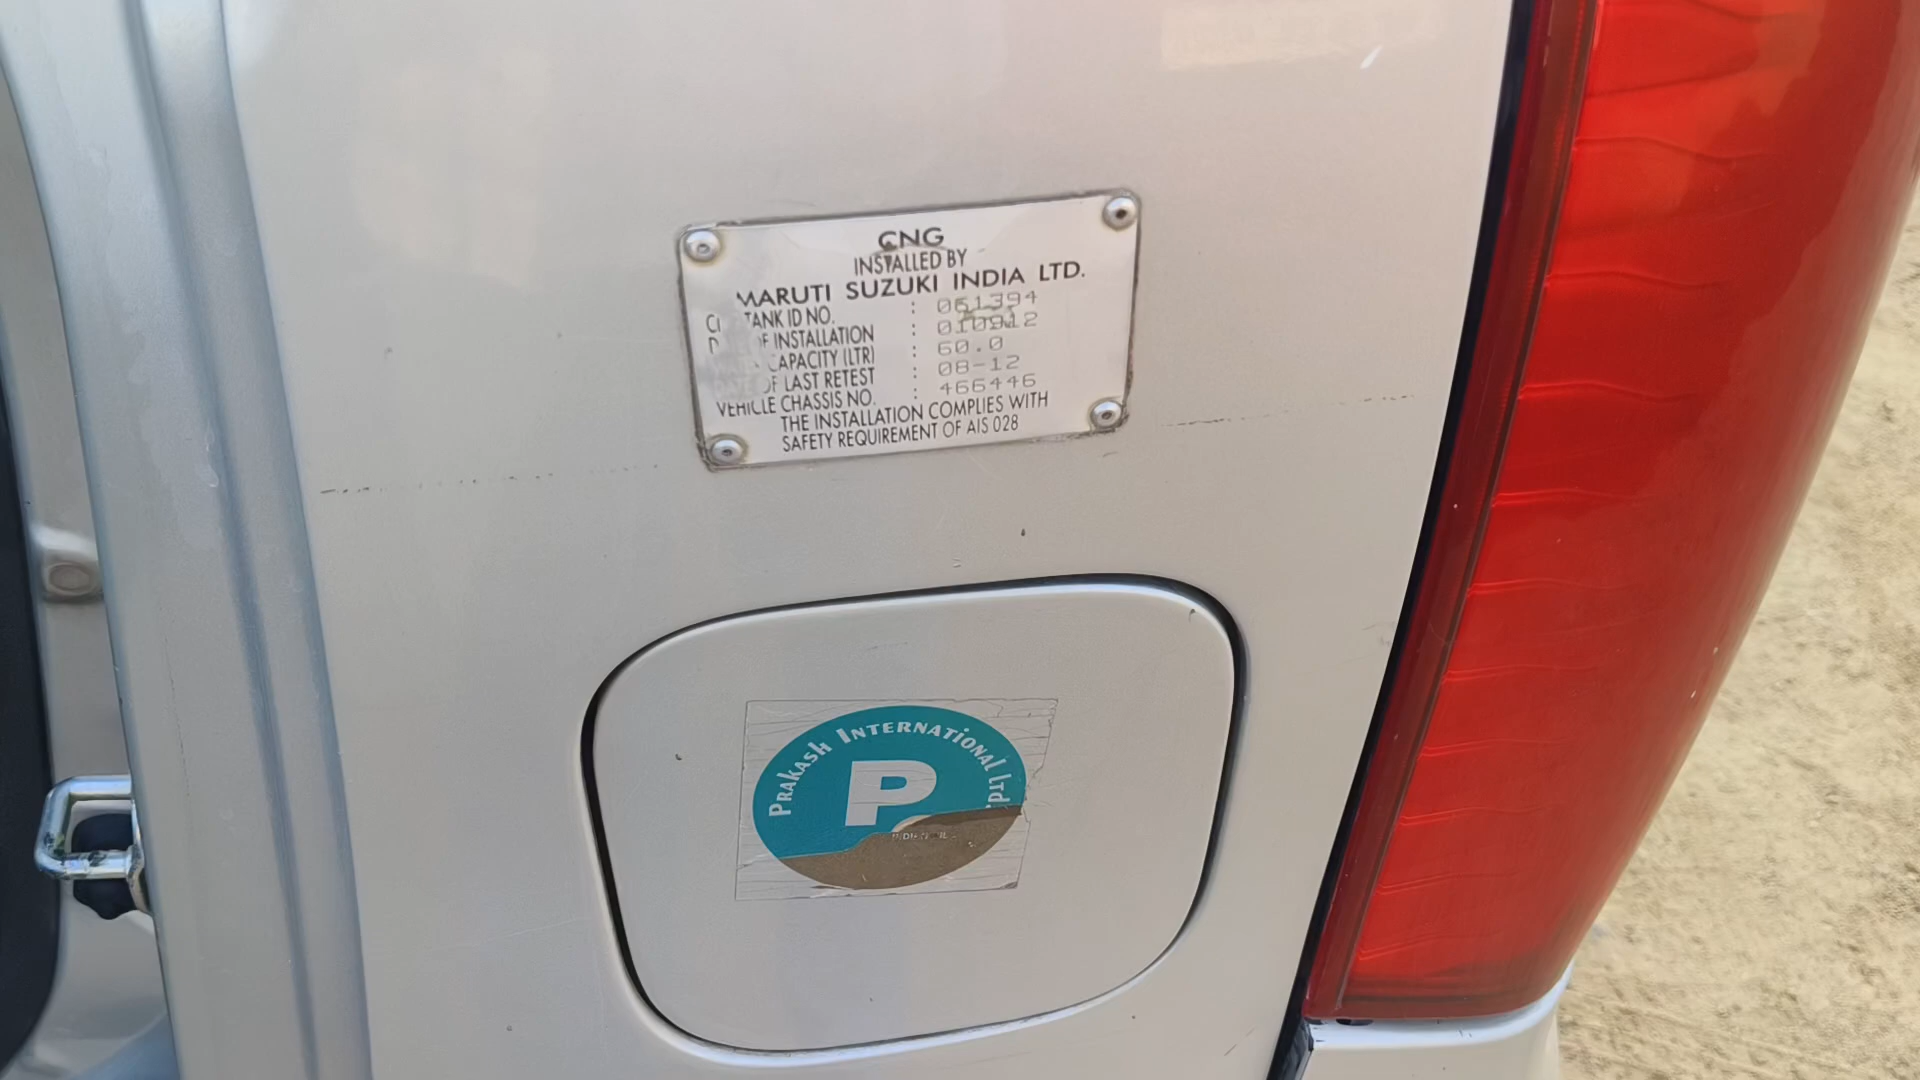 CNG
INSTALLED BY
MARUTI SUZUKI INDIA LTD.
TANK ID NO. : 061394
OF INSTALLATION : 010912
CAPACITY (LTR) : 60.0
OF LAST RETEST : 08-12
VEHICLE CHASSIS NO. : 466446
THE INSTALLATION COMPLIES WITH
SAFETY REQUIREMENT OF AIS 028
PRAKASH INTERNATIONAL Ltd.
P